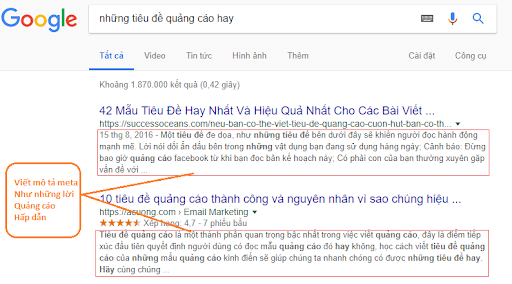 Google
những tiêu đề quảng cáo hay
Tất cả Video Tin tức Hình ảnh Thêm Cài đặt Công cụ
Khoảng 1.870.000 kết quả (0,42 giây)
42 Mẫu Tiêu Đề Hay Nhất Và Hiệu Quả Nhất Cho Các Bài Viết ...
https://successoceans.com/neu-ban-co-the-viet-tieu-de-quang-cao-cuon-hut-ban-co-th...
15 thg 8, 2016 - Một tiêu đề đe dọa, như những tiêu đề bên dưới đây sẽ khiến người đọc hành động
mạnh mẽ. Lời nói dối ẩn dấu bên trong những vật dụng bạn đang sử dụng hàng ngày; Cảnh báo: Đừng
bao giờ quảng cáo facebook từ khi bạn đọc bản kế hoạch này; Có phải con của bạn thường xuyên gặp
vấn đề với ...
Viết mô tả meta
Như những lời
Quảng cáo
Hấp dẫn
10 tiêu đề quảng cáo thành công và nguyên nhân vì sao chúng hiệu ...
https://acuong.com › Email Marketing
Xếp hạng: 4,7 - 7 phiếu bầu
Tiêu đề quảng cáo là một thành phần quan trọng bậc nhất trong việc viết quảng cáo, đây là điểm tiếp
xúc đầu tiên quyết định người dùng có đọc mẫu quảng cáo đó hay không, học cách viết tiêu đề quảng
cáo của những mẫu quảng cáo kinh điển sẽ giúp chúng ta nhanh chóng có được những tiêu đề hay.
Hãy cùng chúng ...